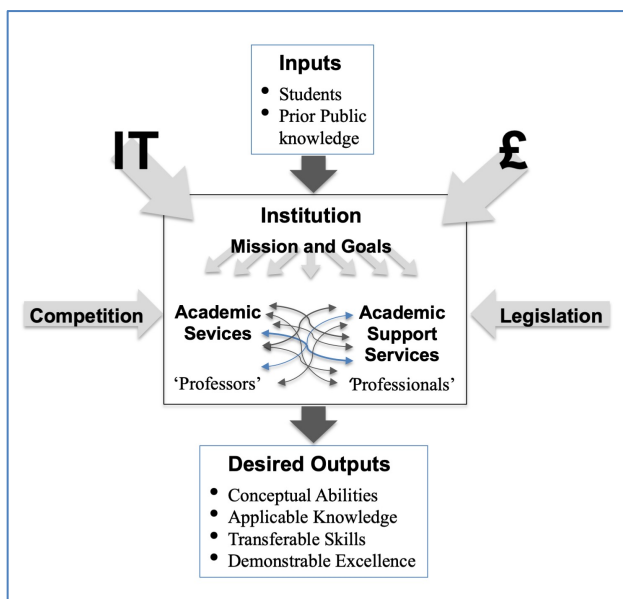 Inputs
• Students
• Prior Public
knowledge
IT
£
Institution
Mission and Goals
Competition
Academic
Sevices
Academic
Support
Services
Legislation
‘Professors’
‘Professionals’
Desired Outputs
• Conceptual Abilities
• Applicable Knowledge
• Transferable Skills
• Demonstrable Excellence